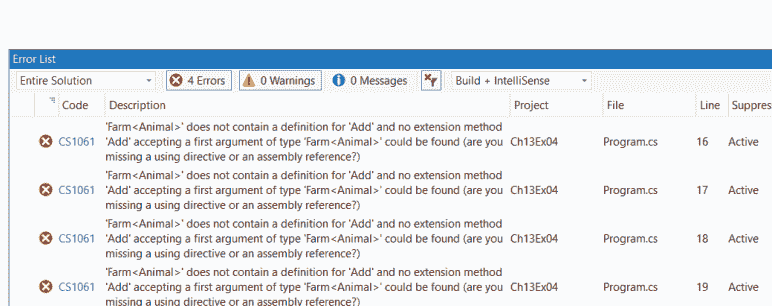 Error List
Entire Solution 4 Errors 0 Warnings 0 Messages Build + IntelliSense
Code Description Project File Line Suppres
'Farm<Animal>' does not contain a definition for 'Add' and no extension method
CS1061 'Add' accepting a first argument of type 'Farm<Animal>' could be found (are you Ch13Ex04 Program.cs 16 Active
missing a using directive or an assembly reference?)
'Farm<Animal>' does not contain a definition for 'Add' and no extension method
CS1061 'Add' accepting a first argument of type 'Farm<Animal>' could be found (are you Ch13Ex04 Program.cs 17 Active
missing a using directive or an assembly reference?)
'Farm<Animal>' does not contain a definition for 'Add' and no extension method
CS1061 'Add' accepting a first argument of type 'Farm<Animal>' could be found (are you Ch13Ex04 Program.cs 18 Active
missing a using directive or an assembly reference?)
'Farm<Animal>' does not contain a definition for 'Add' and no extension method
CS1061 'Add' accepting a first argument of type 'Farm<Animal>' could be found (are you Ch13Ex04 Program.cs 19 Active
missing a using directive or an assembly reference?)